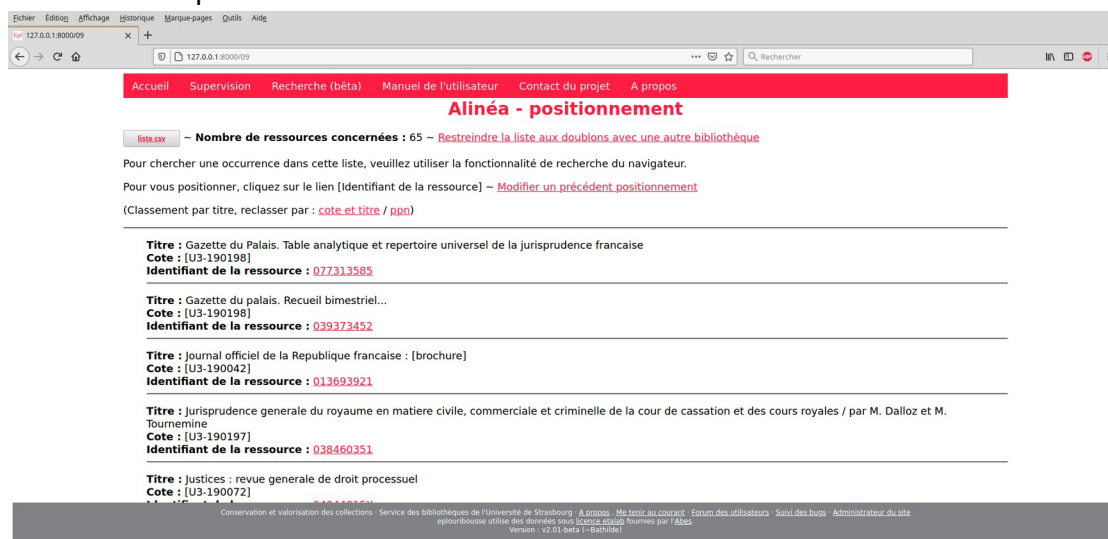 Fichier Édition Affichage Historique Marque-pages Outils Aide
127.0.0.1:8000/09
127.0.0.1:8000/09 Rechercher
Accueil Supervision Recherche (bêta) Manuel de l'utilisateur Contact du projet A propos
Alinéa - positionnement
liste csv ~ Nombre de ressources concernées : 65 ~ Restreindre la liste aux doublons avec une autre bibliothèque
Pour chercher une occurrence dans cette liste, veuillez utiliser la fonctionnalité de recherche du navigateur.
Pour vous positionner, cliquez sur le lien [Identifiant de la ressource] ~ Modifier un précédent positionnement
(Classement par titre, reclasser par : cote et titre / ppn)
Titre : Gazette du Palais. Table analytique et repertoire universel de la jurisprudence francaise
Cote : [U3-190198]
Identifiant de la ressource : 077313585
Titre : Gazette du palais. Recueil bimestriel...
Cote : [U3-190198]
Identifiant de la ressource : 039373452
Titre : Journal officiel de la Republique francaise : [brochure]
Cote : [U3-190042]
Identifiant de la ressource : 013693921
Titre : Jurisprudence generale du royaume en matiere civile, commerciale et criminelle de la cour de cassation et des cours royales / par M. Dalloz et M.
Tournemine
Cote : [U3-190197]
Identifiant de la ressource : 038460351
Titre : Justices : revue generale de droit processuel
Cote : [U3-190072]
Conservation et valorisation des collections - Service des bibliothèques de l'Université de Strasbourg - A propos - Me tenir au courant - Forum des utilisateurs - Suivi des bugs - Administrateur du site
eplouribousse utilise des données sous licence etalab fournies par l'Abes.
Version : v2.01-beta (~Bathilde)